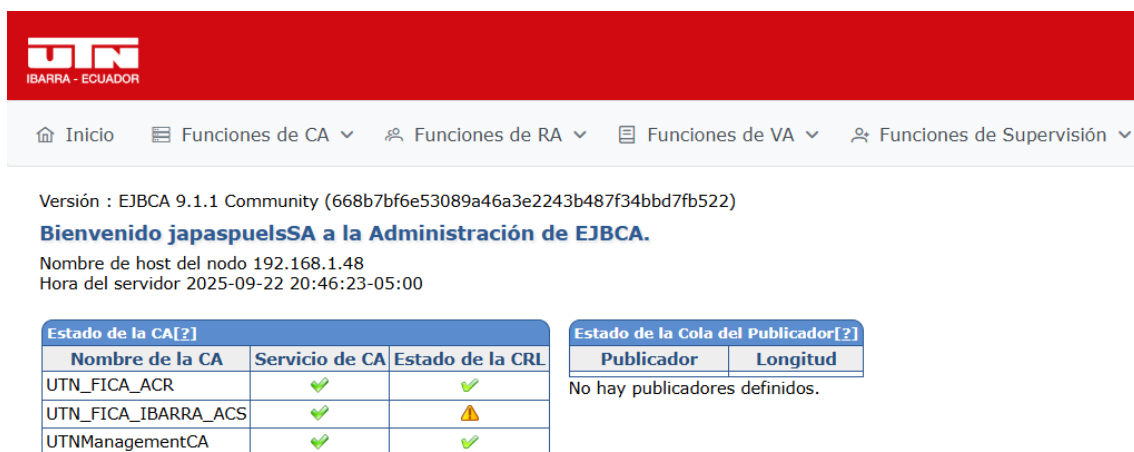 UTN
IBARRA - ECUADOR
Inicio Funciones de CA Funciones de RA Funciones de VA Funciones de Supervisión
Versión : EJBCA 9.1.1 Community (668b7bf6e53089a46a3e2243b487f34bbd7fb522)
Bienvenido japaspuelsSA a la Administración de EJBCA.
Nombre de host del nodo 192.168.1.48
Hora del servidor 2025-09-22 20:46:23-05:00
Estado de la CA[?]
Nombre de la CA Servicio de CA Estado de la CRL
UTN_FICA_ACR
UTN_FICA_IBARRA_ACS
UTNManagementCA
Estado de la Cola del Publicador[?]
Publicador Longitud
No hay publicadores definidos.